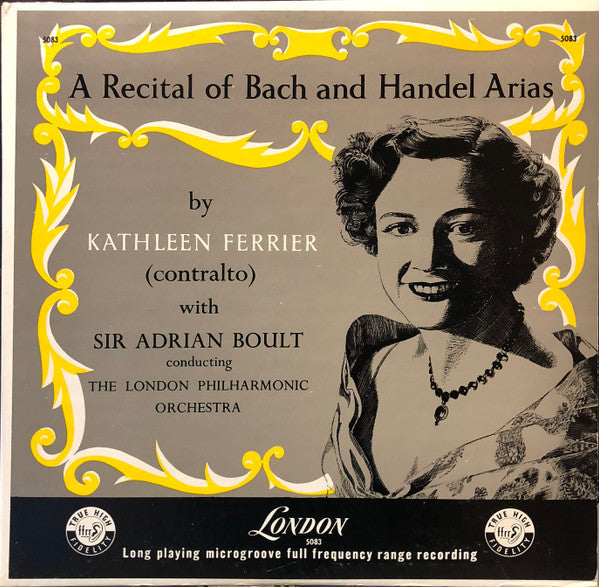 5083 5083
A Recital of Bach and Handel Arias
by
KATHLEEN FERRIER
(contralto)
with
SIR ADRIAN BOULT
conducting
THE LONDON PHILHARMONIC
ORCHESTRA
TRUE HIGH
ffrr
FIDELITY
LONDON
5083
Long playing microgroove full frequency range recording
TRUE HIGH
ffrr
FIDELITY